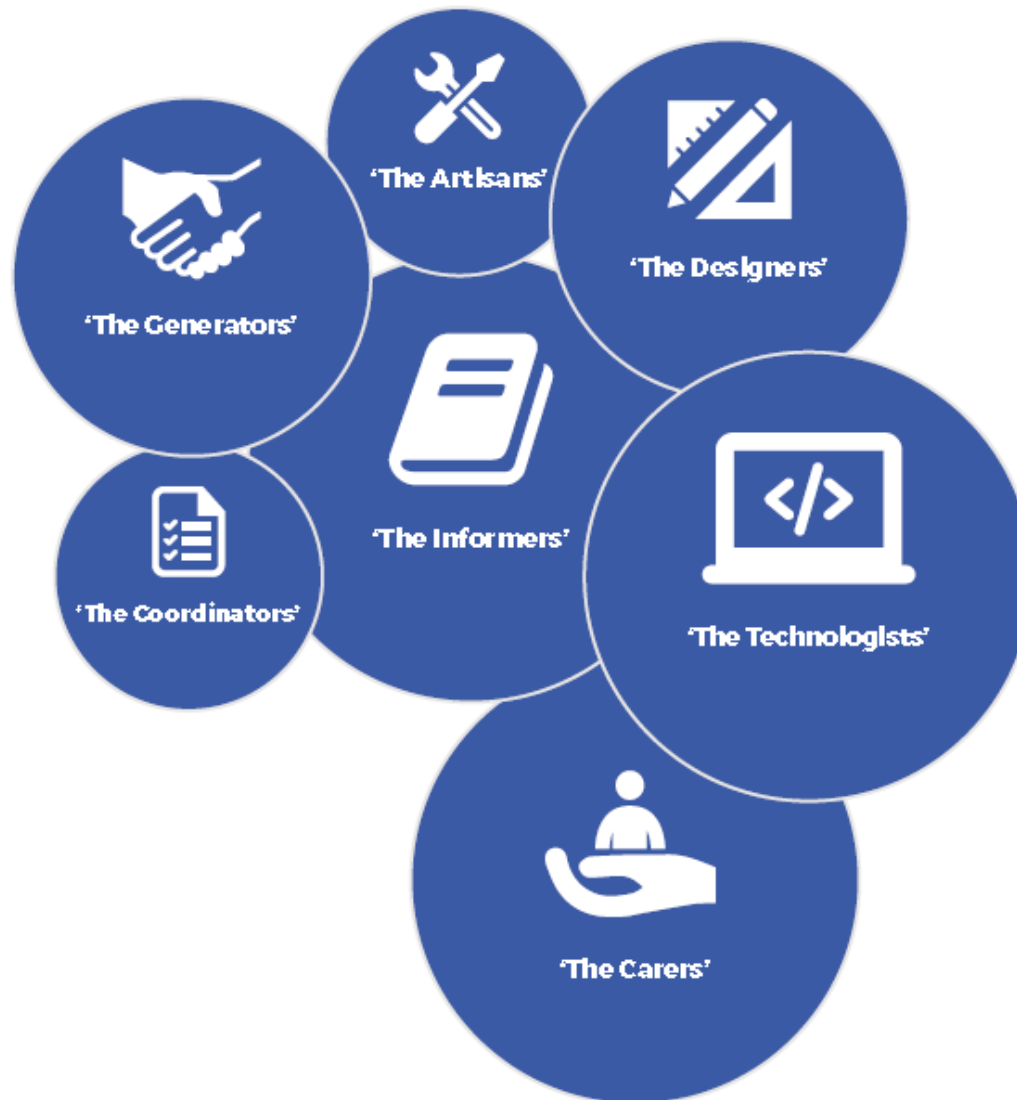 ‘The Artisans’
‘The Designers’
‘The Generators’
‘The Informers’
‘The Coordinators’
‘The Technologists’
‘The Carers’